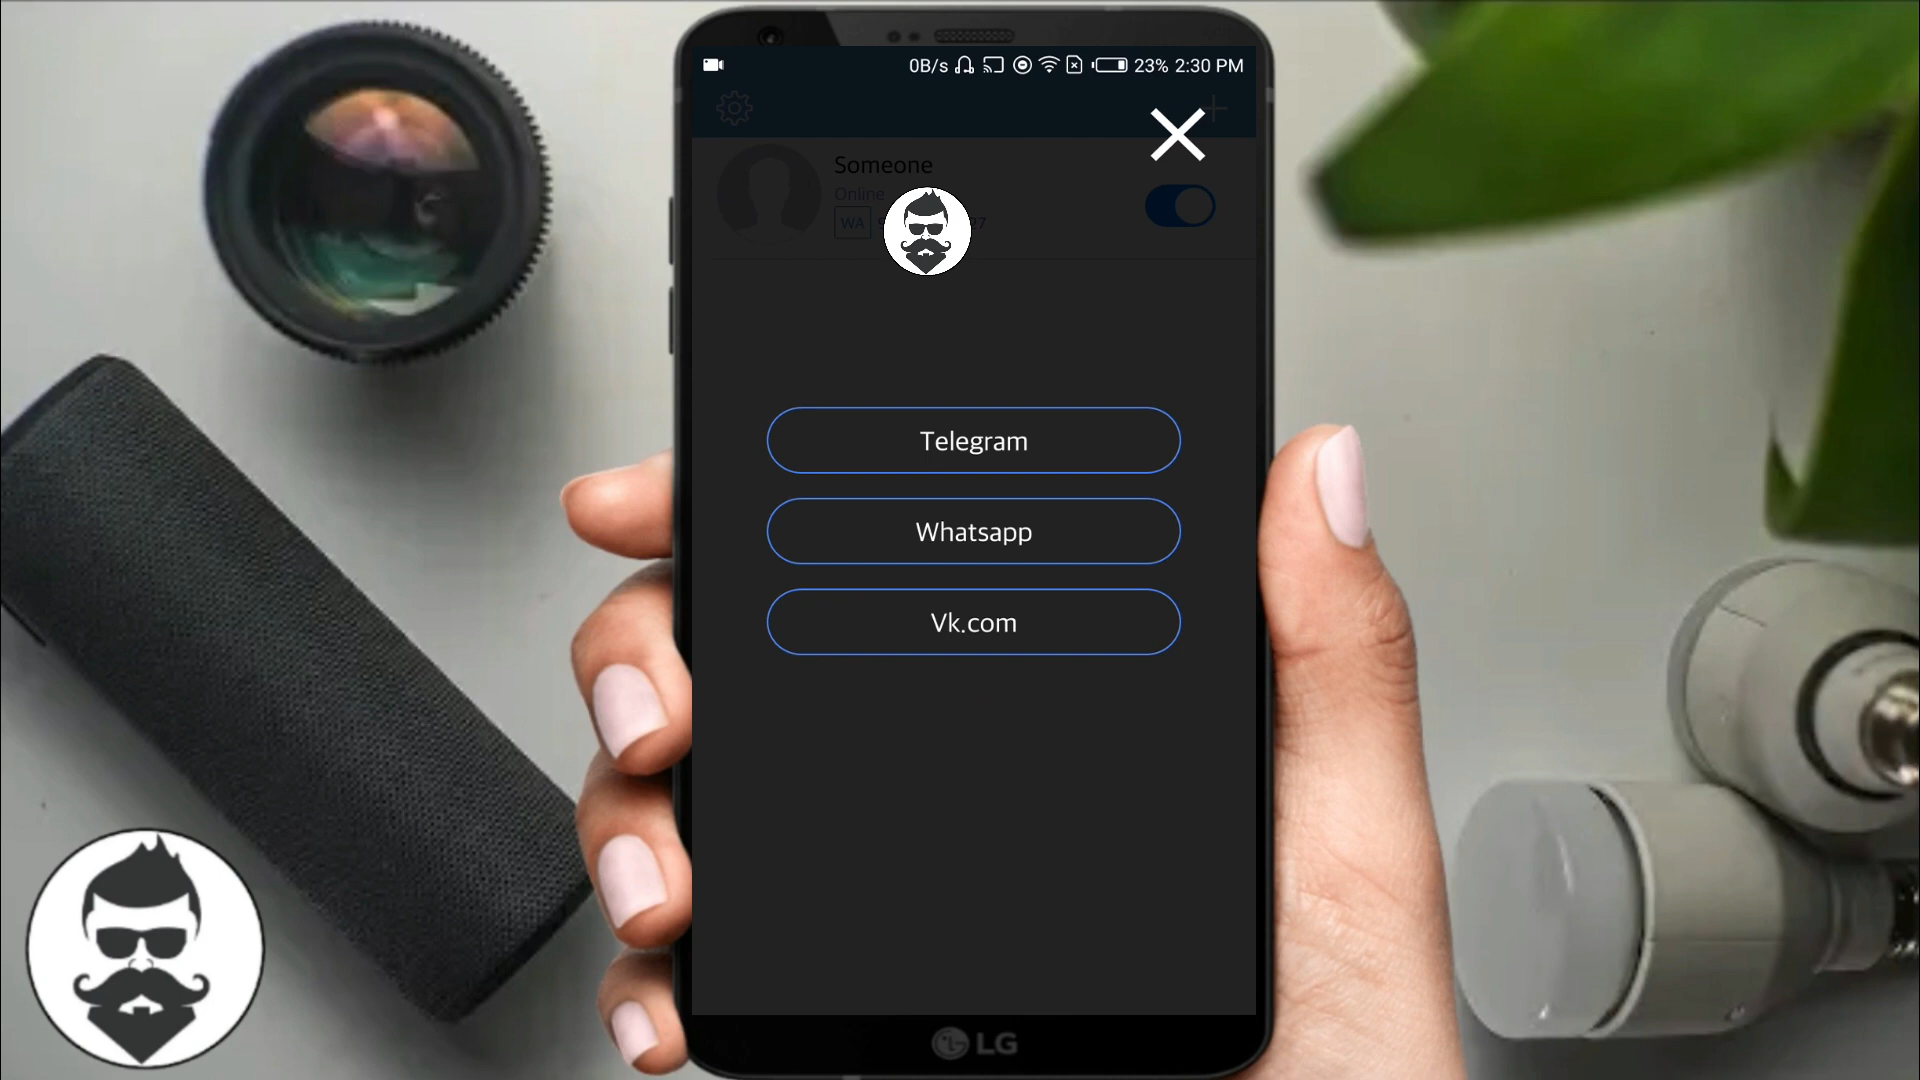 0B/s 23% 2:30 PM
Someone
Online
WA
Telegram
Whatsapp
Vk.com
LG